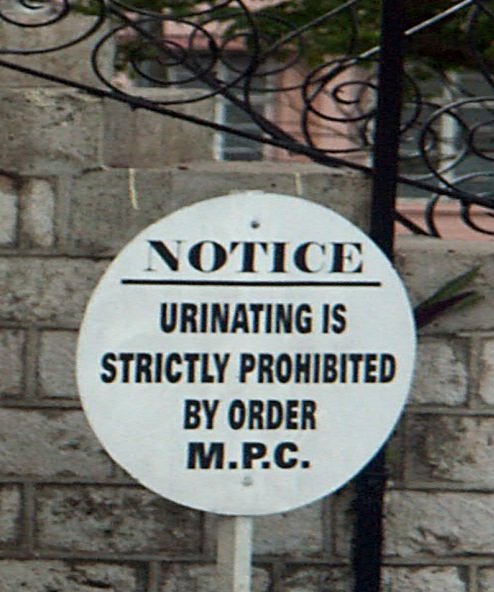 NOTICE
URINATING IS
STRICTLY PROHIBITED
BY ORDER
M.P.C.